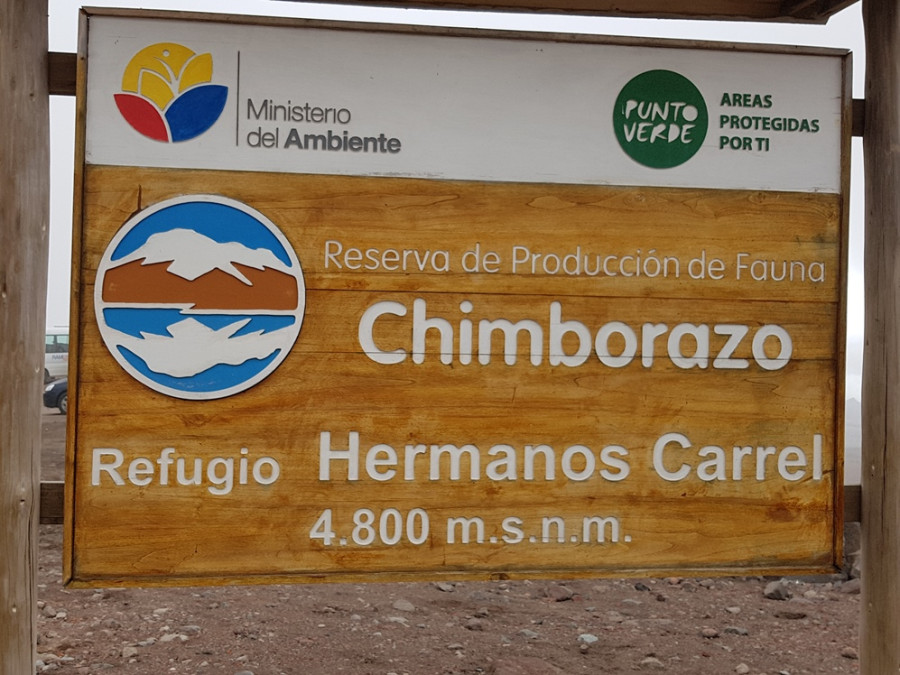 Ministerio
del Ambiente
PUNTO
VERDE
AREAS
PROTEGIDAS
POR TI
Reserva de Producción de Fauna
Chimborazo
Refugio Hermanos Carrel
4.800 m.s.n.m.